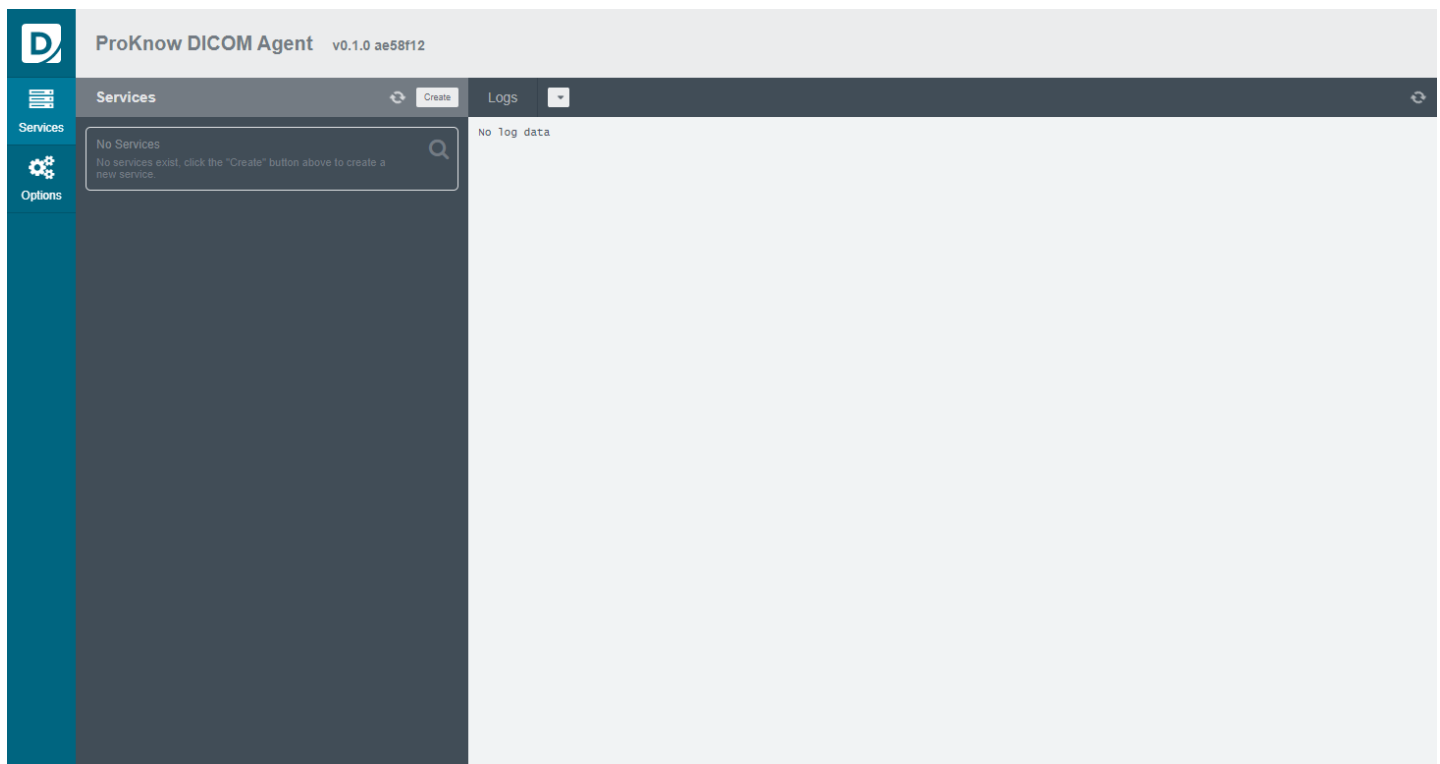 D
ProKnow DICOM Agent v0.1.0 ae58f12
Services
Options
Services Create
No Services
No services exist, click the "Create" button above to create a
new service.
Logs
No log data